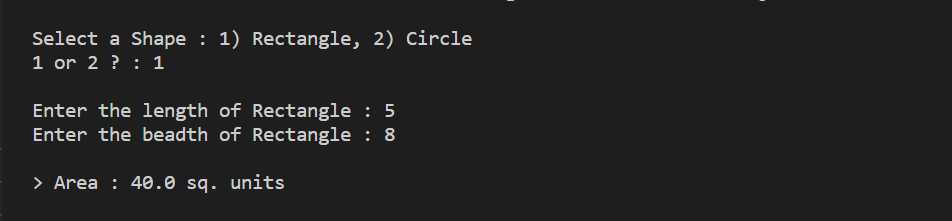 Select a Shape : 1) Rectangle, 2) Circle
1 or 2 ? : 1
Enter the length of Rectangle : 5
Enter the beadth of Rectangle : 8
> Area : 40.0 sq. units